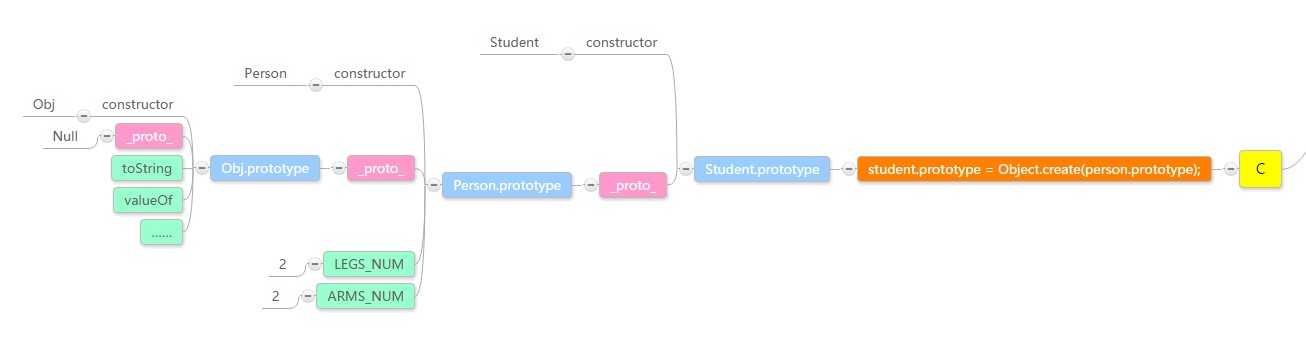 Student constructor
Person constructor
Obj constructor
Null _proto_
toString
valueOf
......
Obj.prototype _proto_
Person.prototype _proto_
Student.prototype
student.prototype = Object.create(person.prototype);
C
2 LEGS_NUM
2 ARMS_NUM